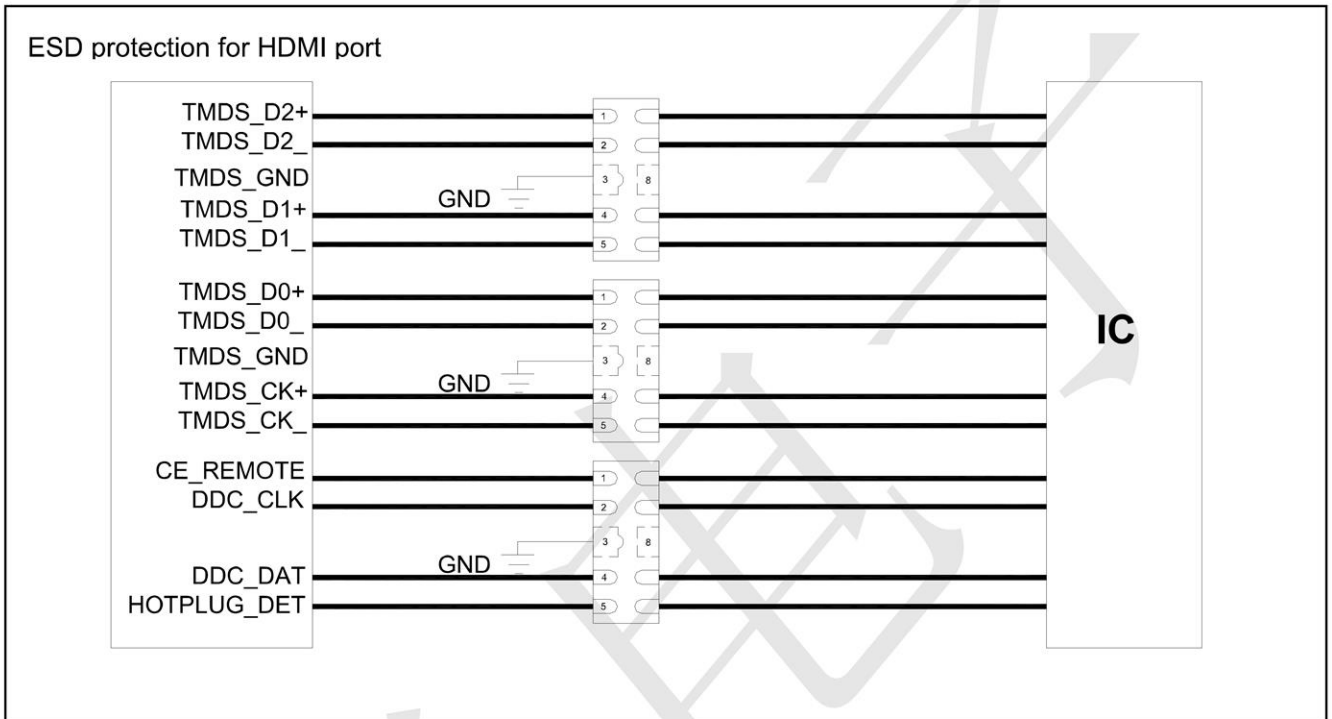 ESD protection for HDMI port
TMDS_D2+
TMDS_D2_
TMDS_GND
TMDS_D1+
TMDS_D1_
GND
1
2
3 8
4
5
TMDS_D0+
TMDS_D0_
TMDS_GND
TMDS_CK+
TMDS_CK_
GND
1
2
3 8
4
5
CE_REMOTE
DDC_CLK
DDC_DAT
HOTPLUG_DET
GND
1
2
3 8
4
5
IC